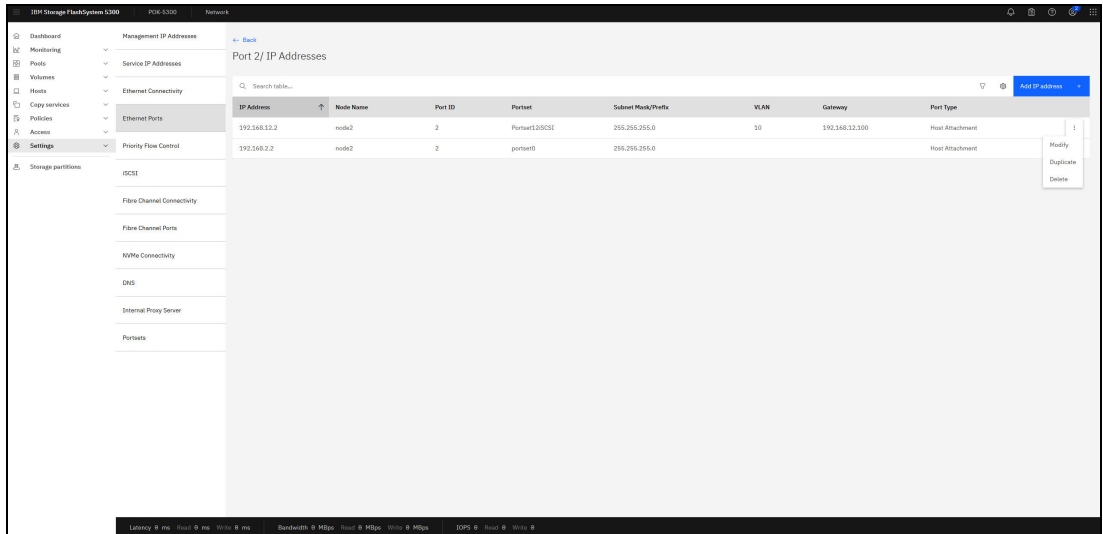 IBM Storage FlashSystem 5300 POK-5300 Network
Dashboard
Monitoring
Pools
Volumes
Hosts
Copy services
Policies
Access
Settings
Storage partitions
Management IP Addresses
Service IP Addresses
Ethernet Connectivity
Ethernet Ports
Priority Flow Control
iSCSI
Fibre Channel Connectivity
Fibre Channel Ports
NVMe Connectivity
DNS
Internal Proxy Server
Portsets
← Back
Port 2/ IP Addresses
Search table... Add IP address +
IP Address ↑ Node Name Port ID Portset Subnet Mask/Prefix VLAN Gateway Port Type
192.168.12.2 node2 2 Portset12iSCSI 255.255.255.0 10 192.168.12.100 Host Attachment
192.168.2.2 node2 2 portset0 255.255.255.0 Host Attachment
Modify
Duplicate
Delete
Latency 0 ms Read 0 ms Write 0 ms Bandwidth 0 MBps Read 0 MBps Write 0 MBps IOPS 0 Read 0 Write 0